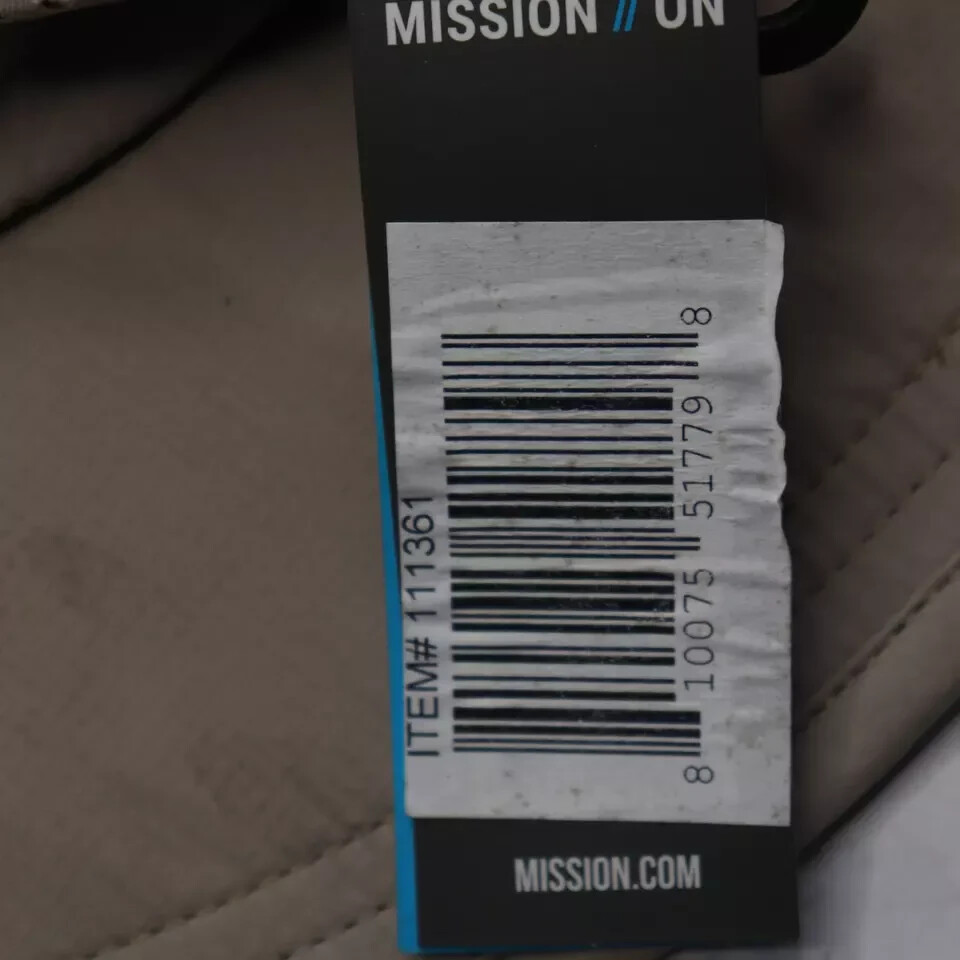 MISSION // ON
ITEM# 111361
8 10075 51779 8
MISSION.COM